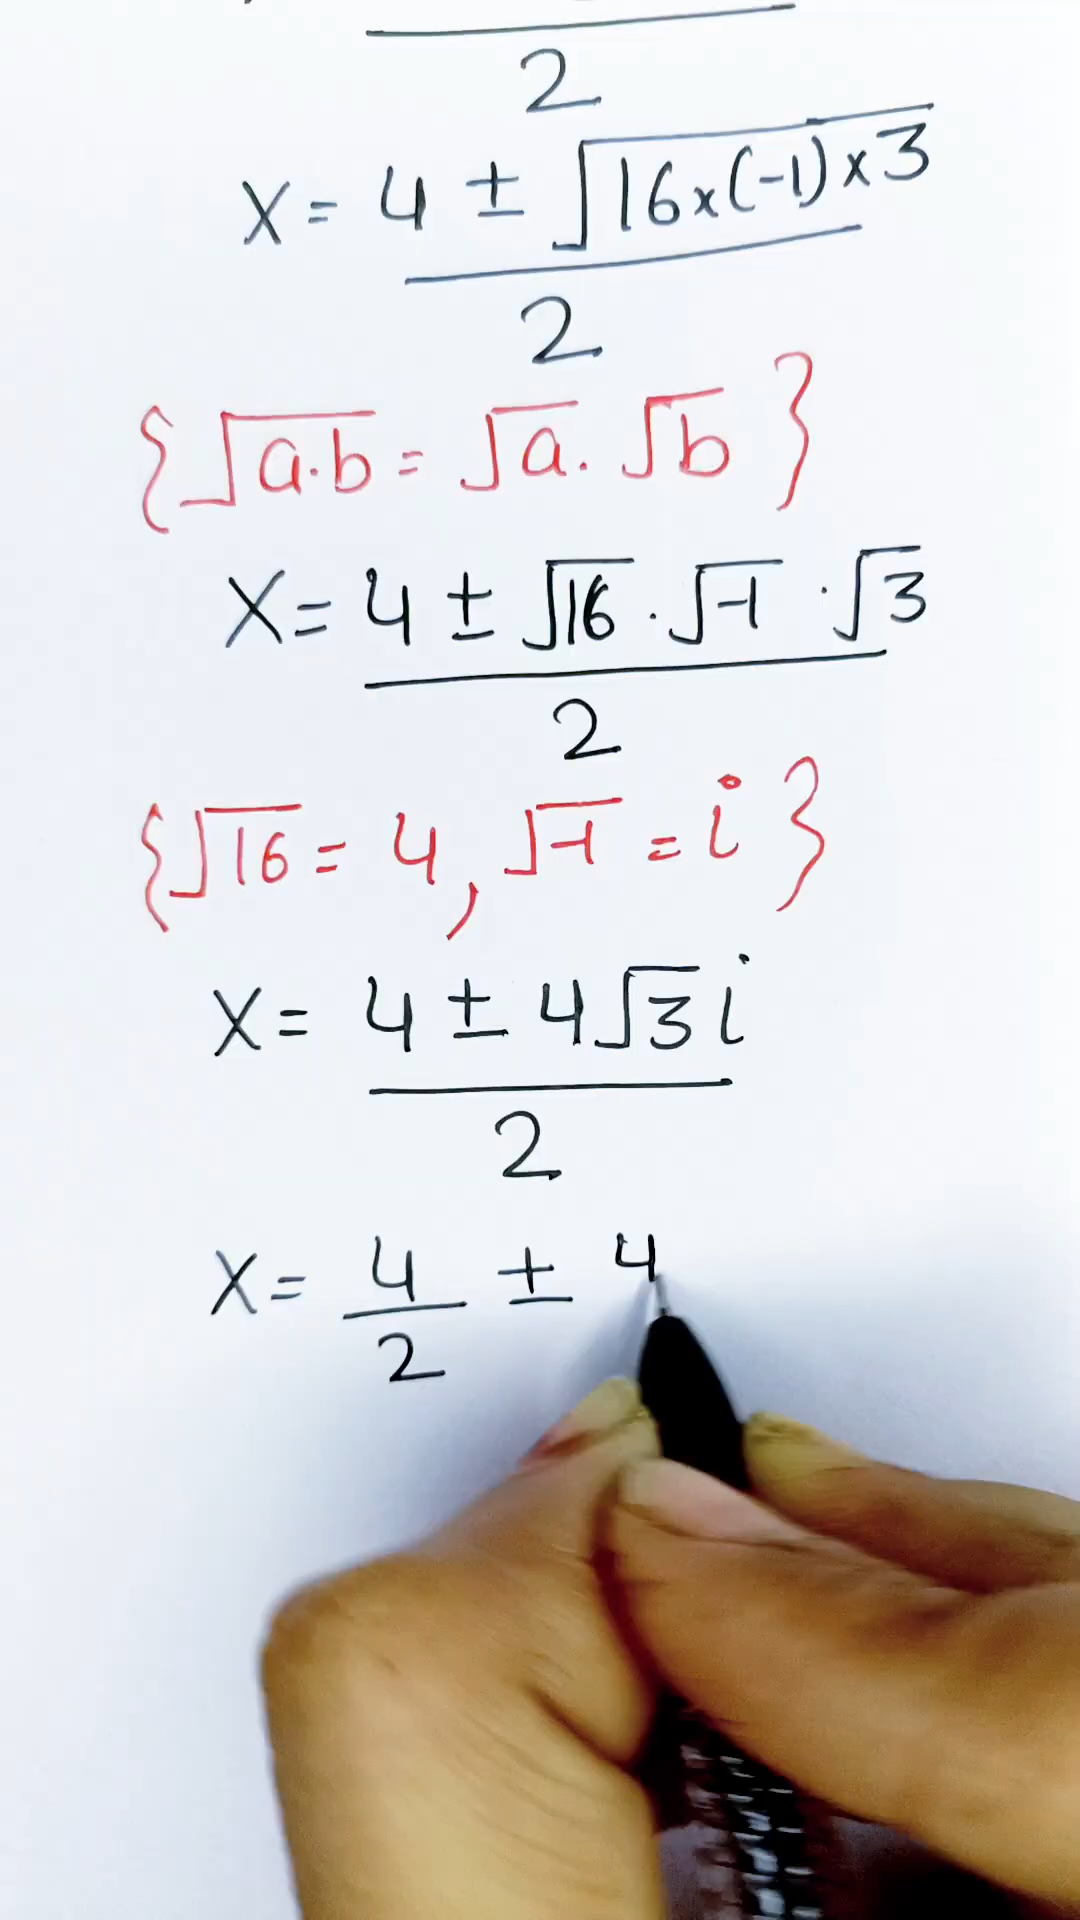 2
X = 4 ± √16×(-1)×3
2
{√a.b = √a . √b}
X = 4 ± √16 . √-1 . √3
2
{√16 = 4, √-1 = i}
X = 4 ± 4√3 i
2
X = 4 ± 4
2